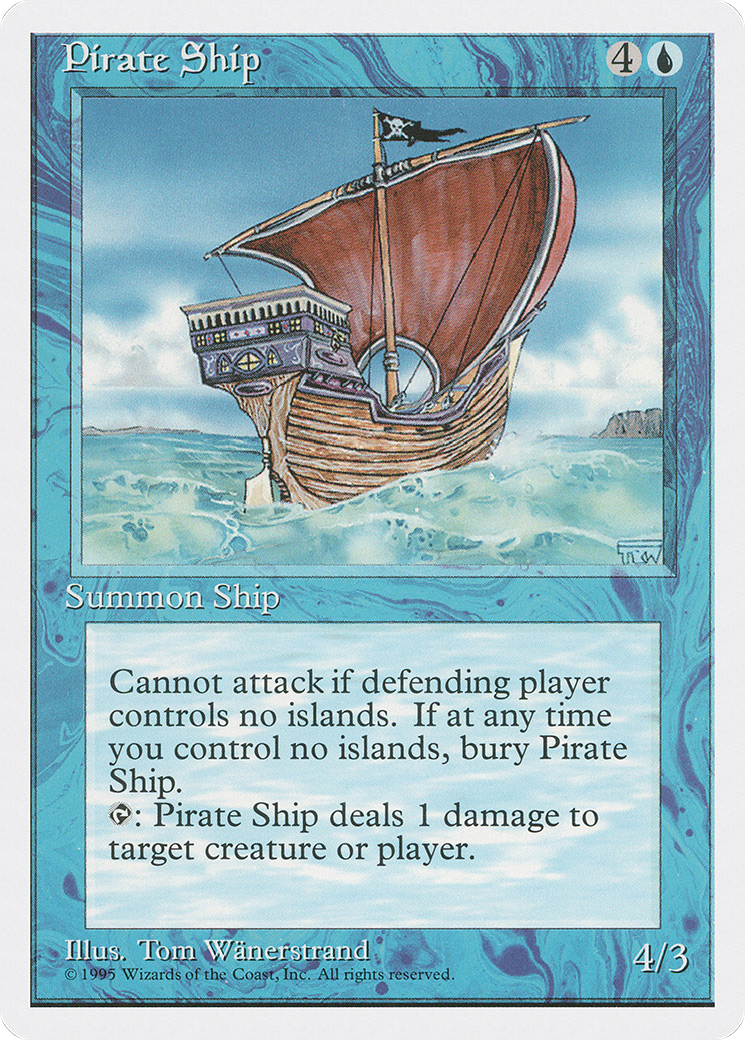 Pirate Ship 4
TCW
Summon Ship
Cannot attack if defending player
controls no islands. If at any time
you control no islands, bury Pirate
Ship.
: Pirate Ship deals 1 damage to
target creature or player.
Illus. Tom Wänerstrand
© 1995 Wizards of the Coast, Inc. All rights reserved.
4/3